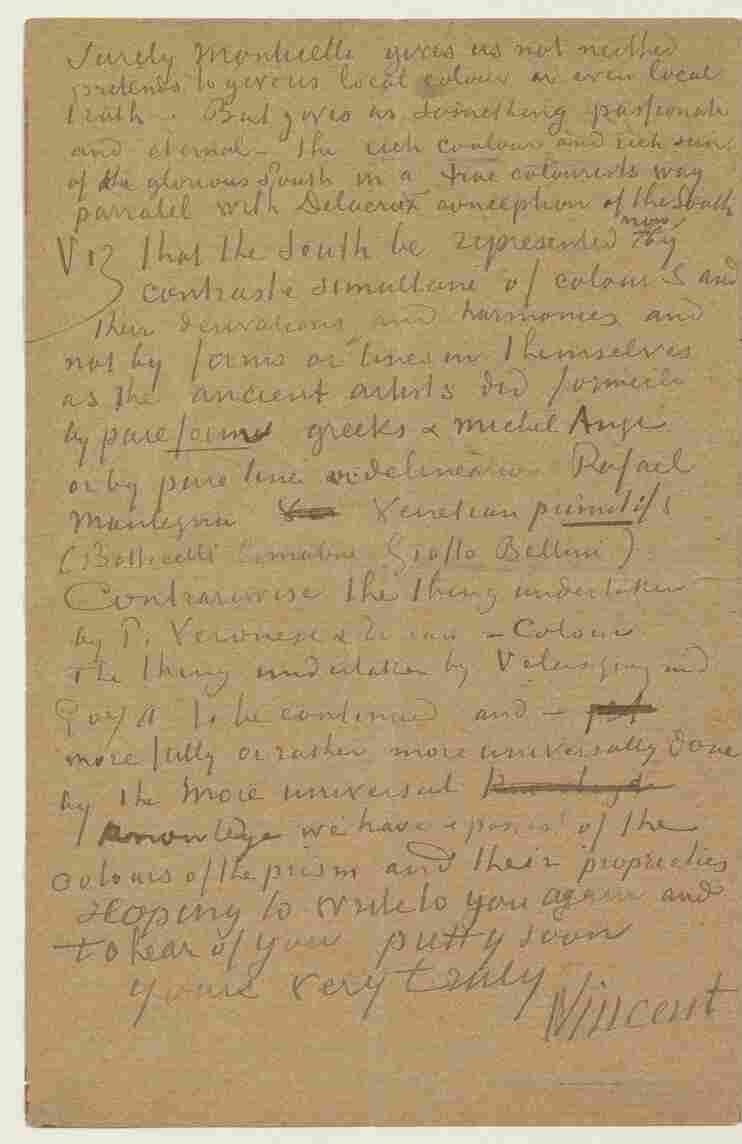 Surely Monticelli gives us not neither
pretends to give us local colour or even local
truth. But gives us something passionate
and eternal – the rich coulour and rich sun
of the glorious South in a true colourists way
parralel with Delacroix conception of the South
Viz that the South be represented now by
contraste simultané of colours and
their derivations and harmonies and
not by forms or lines in themselves
as the ancient artists did formerly
by pure form greeks & Michel Ange
or by pure line or delineation Rafael
Mantegna Venetian primitifs
(Botticelli Cimabue Giotto Bellini)
Contrariwise the thing undertaken
by P. Veronese & Titian – Colour.
The thing undertaken by Velasquez and
Goya to be continued and –
more fully or rather more universally done
by the more universal
knowledge we have & possess of the
colours of the prism and their proprieties
Hoping to write to you again and
to hear of you pretty soon
yours very truly
Vincent